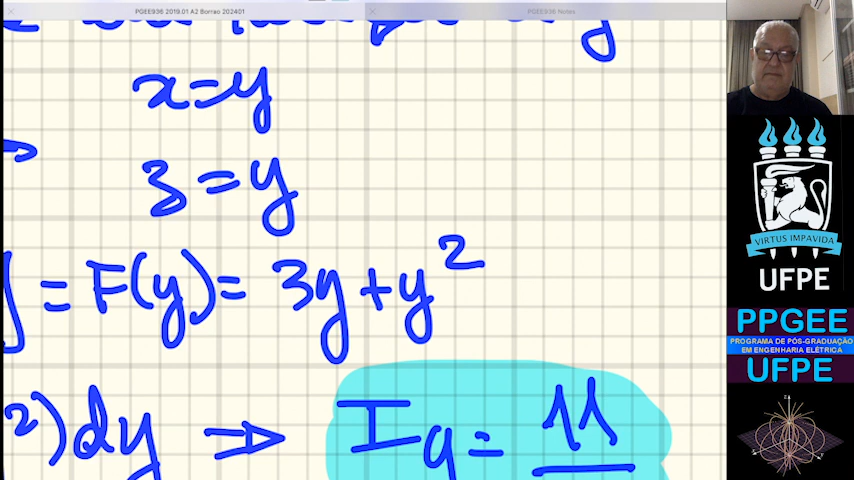 PGEE936 2019.01 A2 Borrao 202401
PGEE936 Notes
x=y
z=y
= F(y)= 3y+y²
²)dy ⇒ Iy= 11
VIRTUS IMPAVIDA
UFPE
PPGEE
PROGRAMA DE PÓS-GRADUAÇÃO
EM ENGENHARIA ELÉTRICA
UFPE